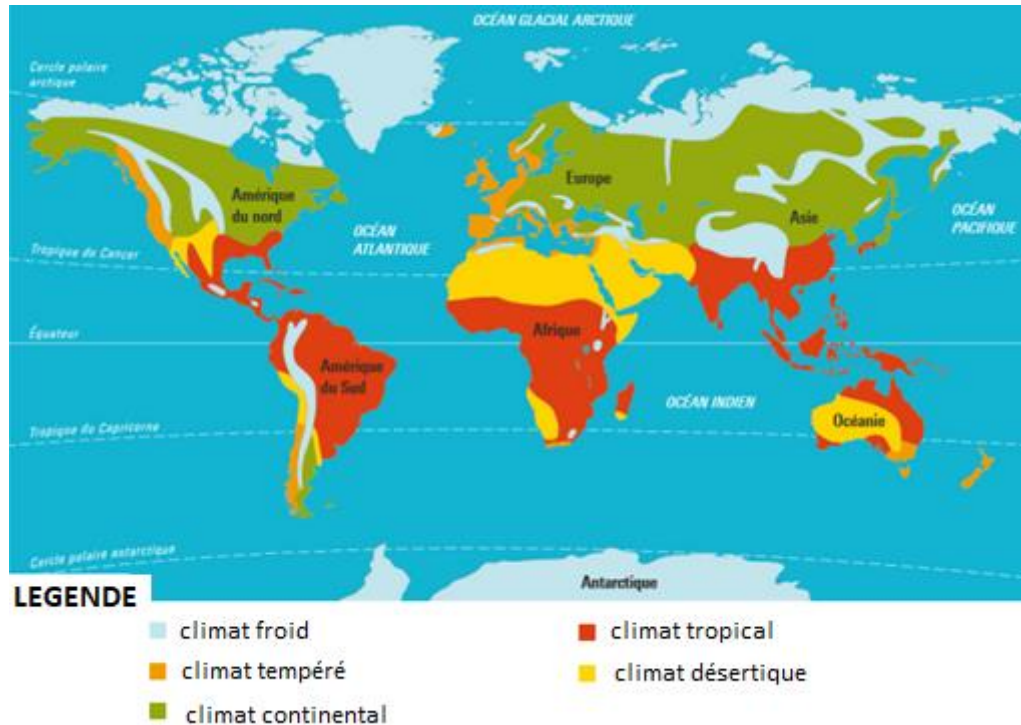 OCÉAN GLACIAL ARCTIQUE
Cercle polaire
arctique
Amérique
du nord
Europe
Asie
OCÉAN
ATLANTIQUE
OCÉAN
PACIFIQUE
Tropique du Cancer
Équateur
Afrique
Amérique
du Sud
OCÉAN INDIEN
Océanie
Tropique du Capricorne
Cercle polaire antarctique
Antarctique
LEGENDE
climat froid
climat tropical
climat tempéré
climat désertique
climat continental